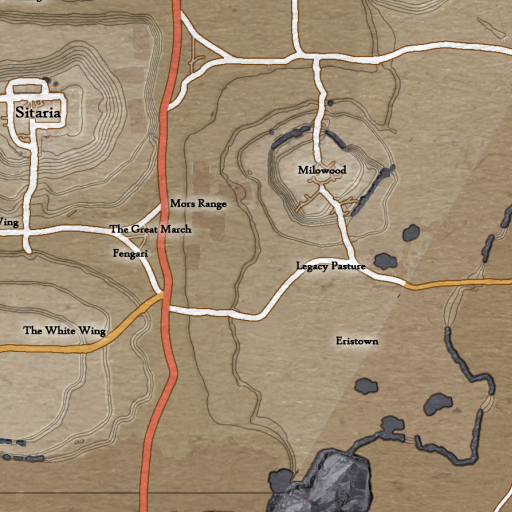 Sitaria
Milowood
Mors Range
The Great March
Fengari
Legacy Pasture
The White Wing
Eristown